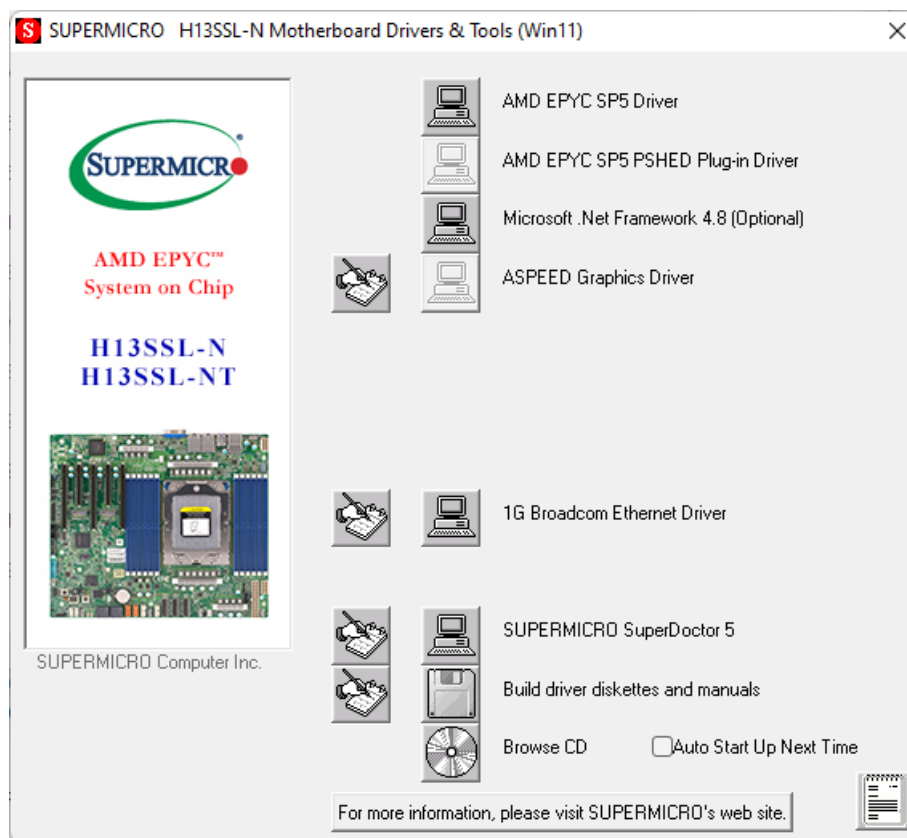 S SUPERMICRO H13SSL-N Motherboard Drivers & Tools (Win11)
SUPERMICRO
AMD EPYC™
System on Chip
H13SSL-N
H13SSL-NT
SUPERMICRO Computer Inc.
AMD EPYC SP5 Driver
AMD EPYC SP5 PSHED Plug-in Driver
Microsoft .Net Framework 4.8 (Optional)
ASPEED Graphics Driver
1G Broadcom Ethernet Driver
SUPERMICRO SuperDoctor 5
Build driver diskettes and manuals
Browse CD
Auto Start Up Next Time
For more information, please visit SUPERMICRO's web site.